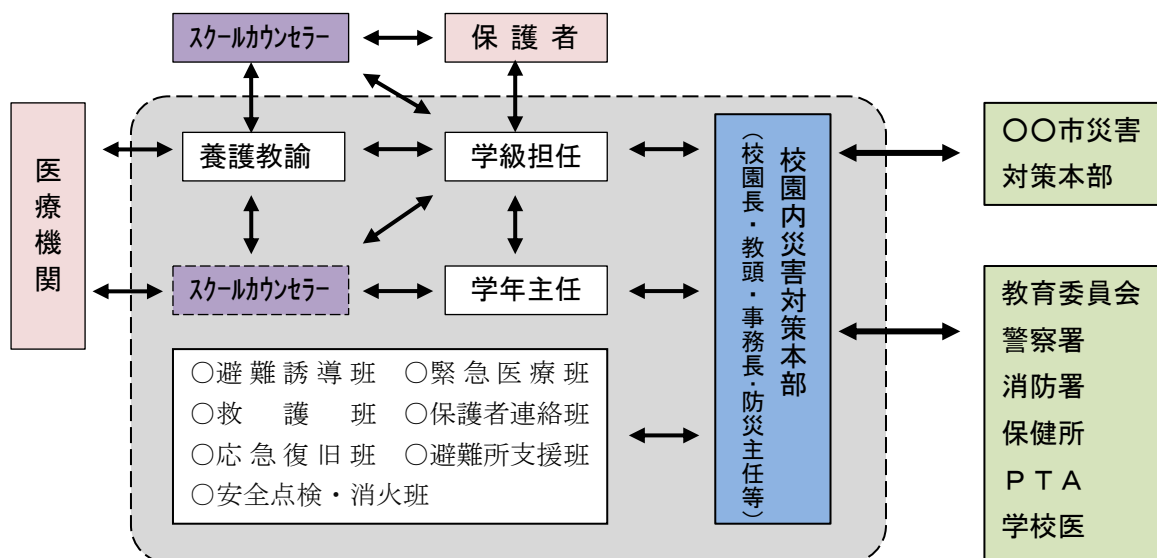 スクールカウンセラー
保護者
医療機関
養護教諭
学級担任
スクールカウンセラー
学年主任
○避難誘導班 ○緊急医療班
○救護班 ○保護者連絡班
○応急復旧班 ○避難所支援班
○安全点検・消火班
校園内災害対策本部
（校園長・教頭・事務長・防災主任等）
〇〇市災害
対策本部
教育委員会
警察署
消防署
保健所
ＰＴＡ
学校医